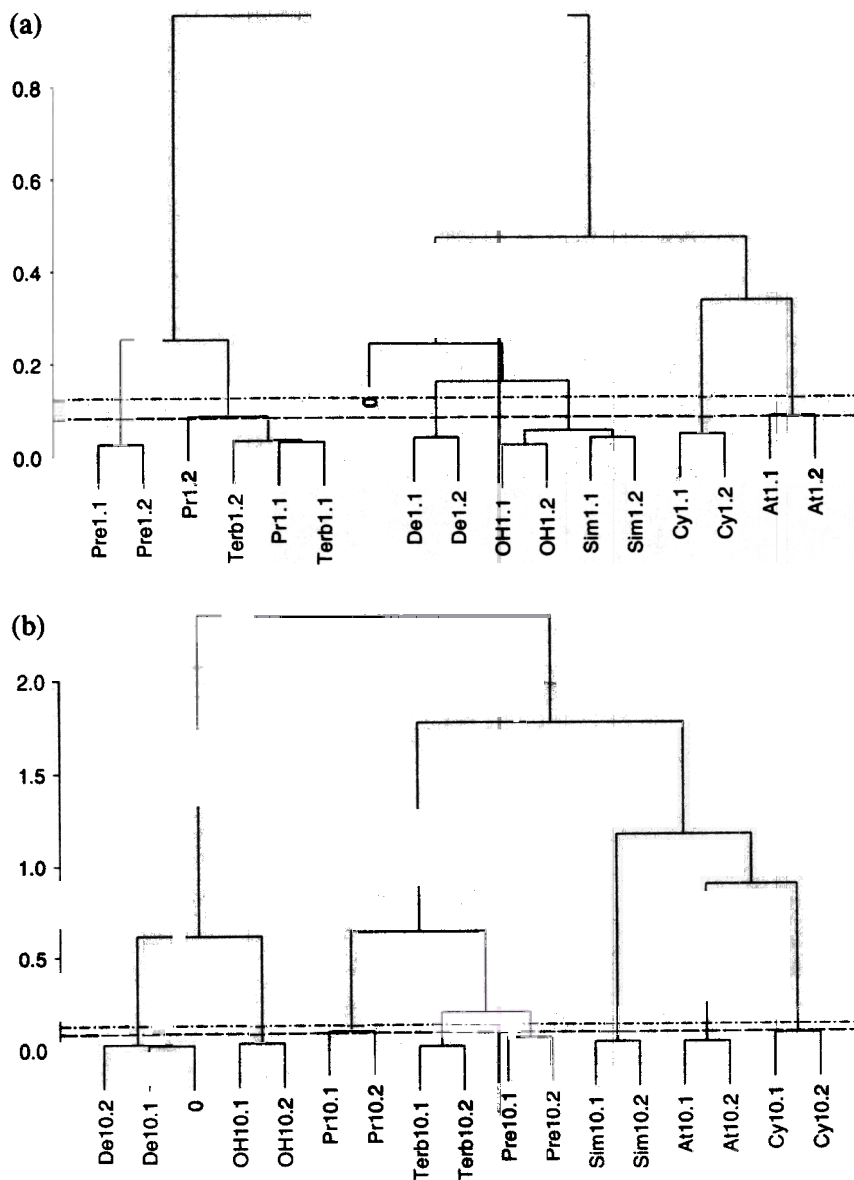 (a)
0.8
0.6
0.4
0.2
0.0
Pre1.1
Pre1.2
Pr1.2
Terb1.2
Pr1.1
Terb1.1
0
De1.1
De1.2
OH1.1
OH1.2
Sim1.1
Sim1.2
Cy1.1
Cy1.2
At1.1
At1.2
(b)
2.0
1.5
1.0
0.5
0.0
De10.2
De10.1
0
OH10.1
OH10.2
Pr10.1
Pr10.2
Terb10.1
Terb10.2
Pre10.1
Pre10.2
Sim10.1
Sim10.2
At10.1
At10.2
Cy10.1
Cy10.2